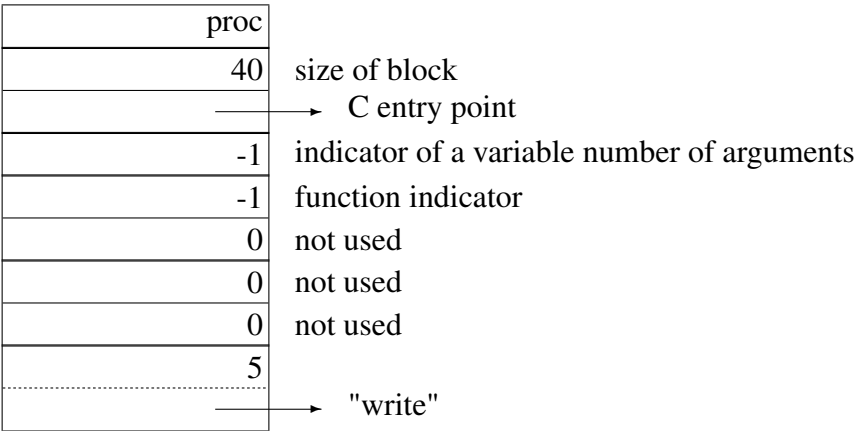 proc
40 size of block
C entry point
-1 indicator of a variable number of arguments
-1 function indicator
0 not used
0 not used
0 not used
5
"write"